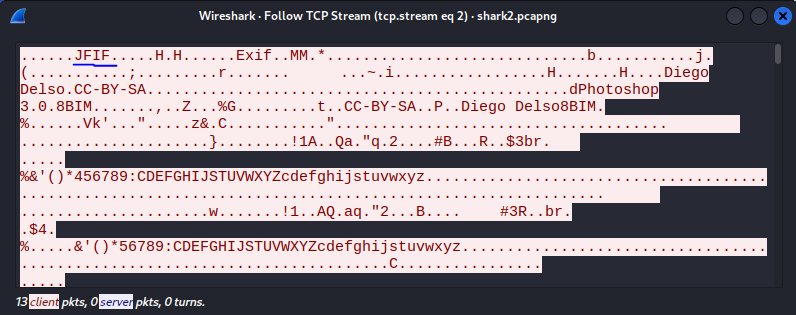 Wireshark · Follow TCP Stream (tcp.stream eq 2) · shark2.pcapng
......JFIF.....H.H......Exif..MM.*.............................b...........j.
(...........;.........r............ ...~.i.................H.......H....Diego
Delso.CC-BY-SA...............................................dPhotoshop
3.0.8BIM.......,..Z...%G.........t..CC-BY-SA..P..Diego Delso8BIM.
%......Vk'...".....z&.C...........".....................................
.....................}........!1A..Qa."q.2....#B...R..$3br.
.....
%&'()*456789:CDEFGHIJSTUVWXYZcdefghijstuvwxyz......................................
.................................................................
.....................w.......!1..AQ.aq."2...B.... #3R..br.
.$4.
%.....&'()*56789:CDEFGHIJSTUVWXYZcdefghijstuvwxyz..................................
.........................................C................
.....
13 client pkts, 0 server pkts, 0 turns.